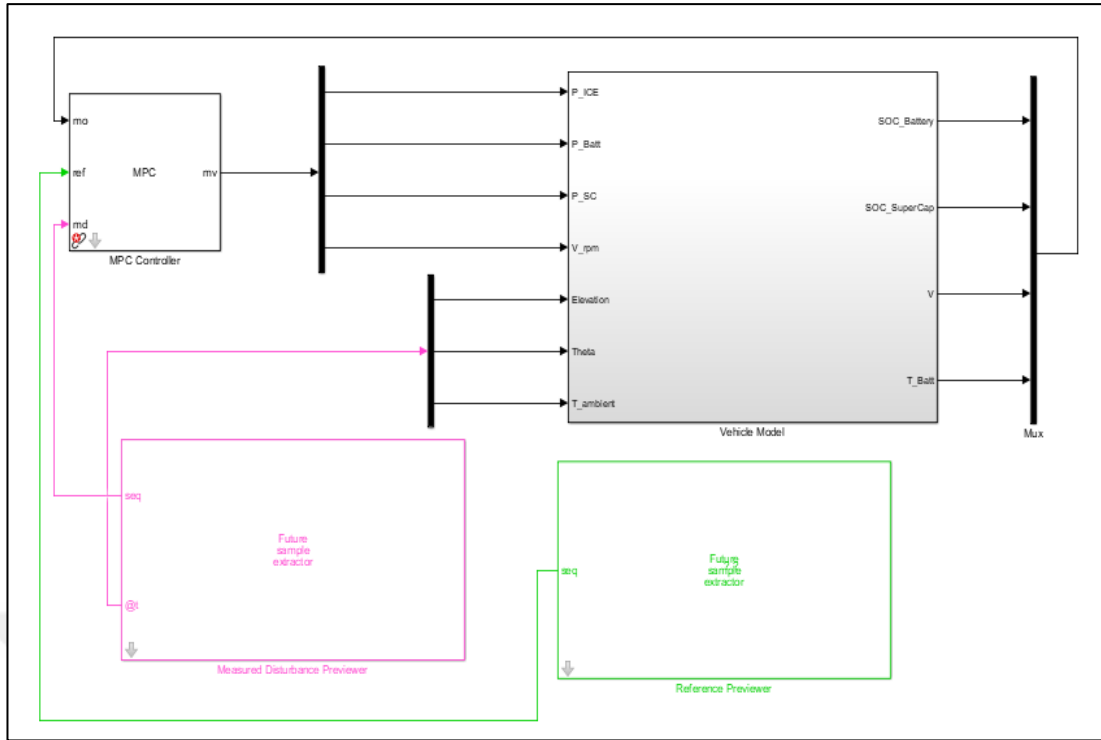 mo
ref
md
MPC
mv
MPC Controller
P_ICE
P_Batt
P_SC
V_rpm
Elevation
Theta
T_ambient
SOC_Battery
SOC_SuperCap
V
T_Batt
Vehicle Model
Mux
seq
@t
Future
sample
extractor
Measured Disturbance Previewer
seq
Future
sample
extractor
Reference Previewer